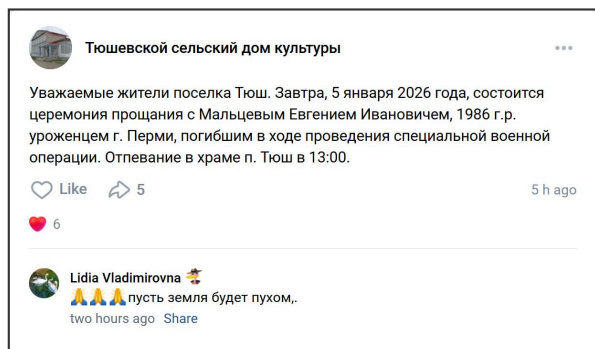 Тюшевской сельский дом культуры
Уважаемые жители поселка Тюш. Завтра, 5 января 2026 года, состоится
церемония прощания с Мальцевым Евгением Ивановичем, 1986 г.р.
уроженцем г. Перми, погибшим в ходе проведения специальной военной
операции. Отпевание в храме п. Тюш в 13:00.
Like 5 5 h ago
6
Lidia Vladimirovna
🙏🙏🙏пусть земля будет пухом,.
two hours ago Share